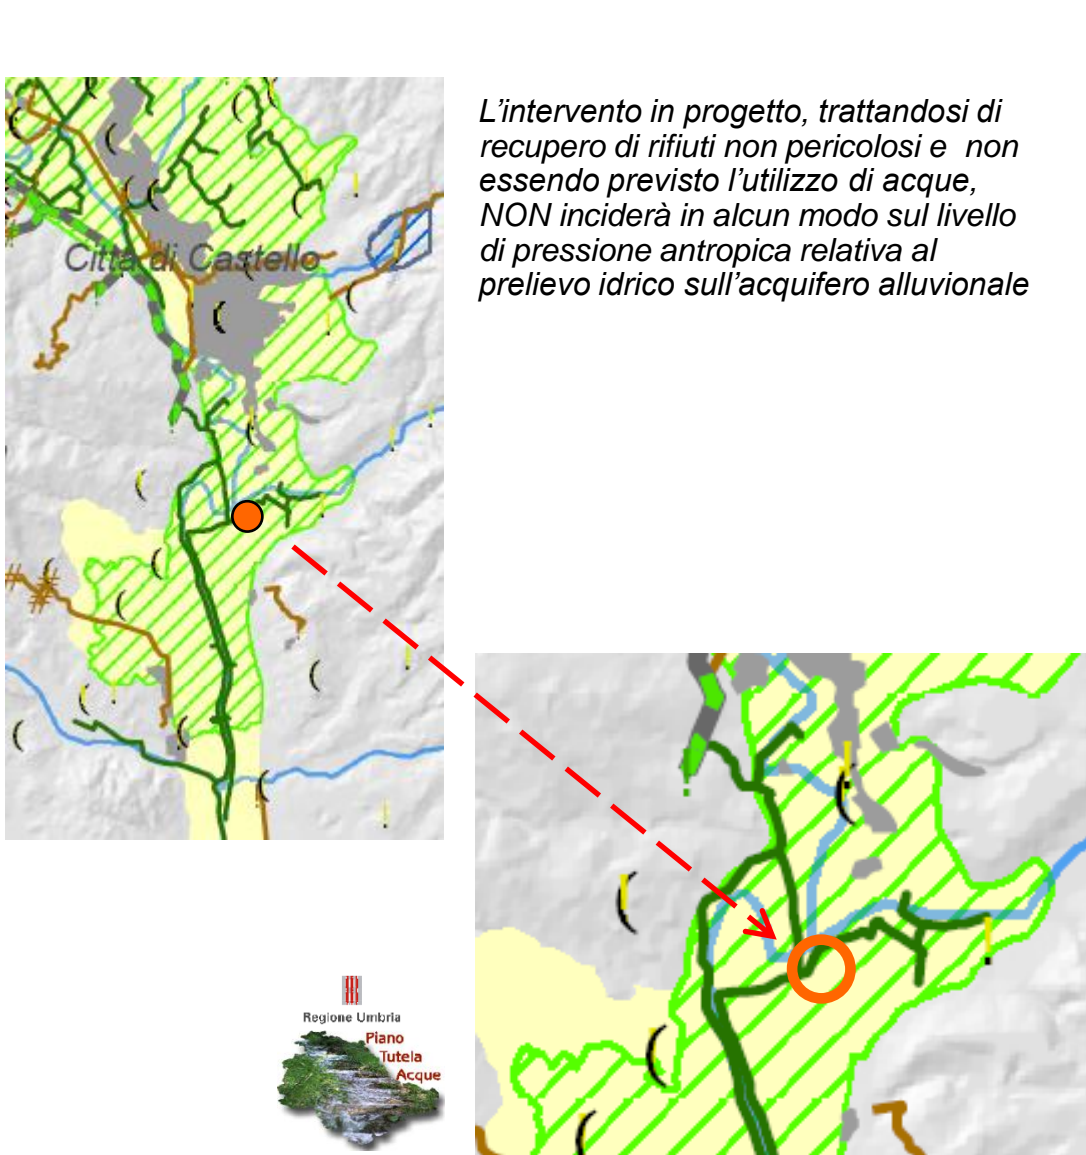 L’intervento in progetto, trattandosi di
recupero di rifiuti non pericolosi e  non
essendo previsto l’utilizzo di acque,
NON inciderà in alcun modo sul livello
di pressione antropica relativa al
prelievo idrico sull’acquifero alluvionale
Città di Castello
Regione Umbria
Piano
Tutela
Acque